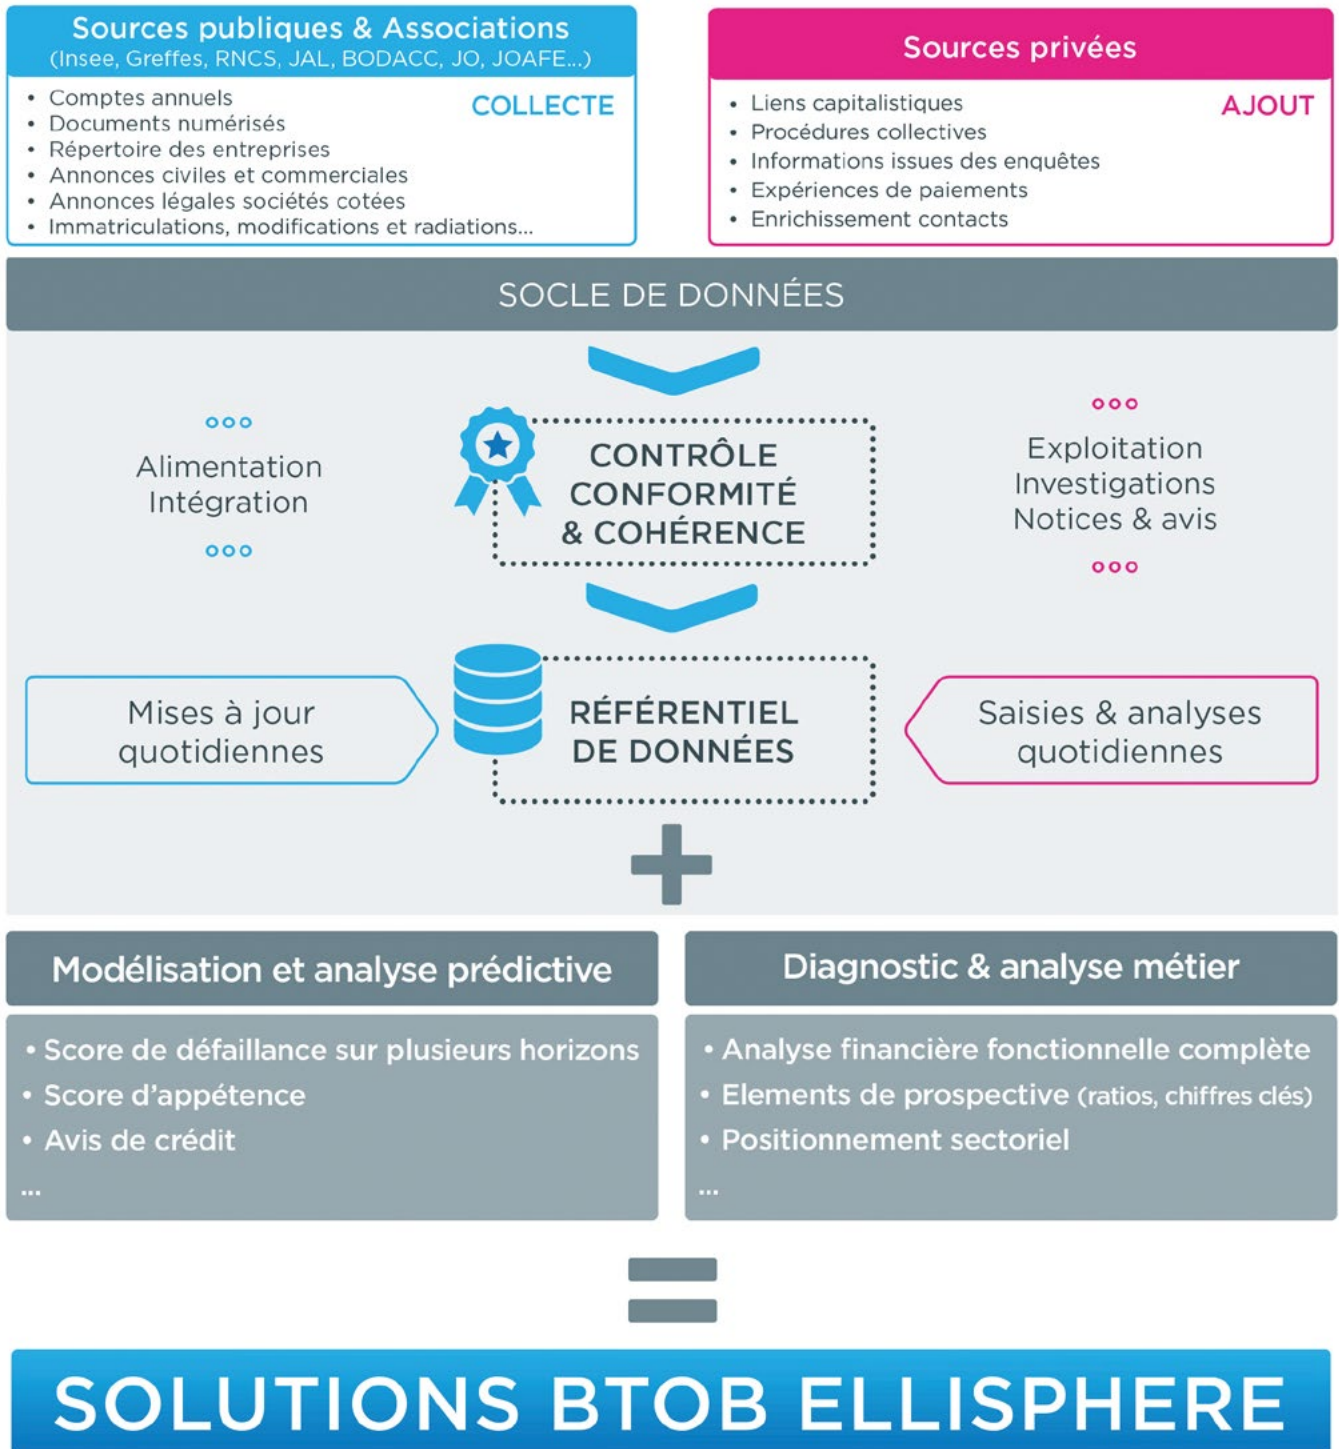 Sources publiques & Associations
(Insee, Greffes, RNCS, JAL, BODACC, JO, JOAFE...)
COLLECTE
• Comptes annuels
• Documents numérisés
• Répertoire des entreprises
• Annonces civiles et commerciales
• Annonces légales sociétés cotées
• Immatriculations, modifications et radiations...
Sources privées
AJOUT
• Liens capitalistiques
• Procédures collectives
• Informations issues des enquêtes
• Expériences de paiements
• Enrichissement contacts
SOCLE DE DONNÉES
Alimentation
Intégration
CONTRÔLE
CONFORMITÉ
& COHÉRENCE
Exploitation
Investigations
Notices & avis
Mises à jour
quotidiennes
RÉFÉRENTIEL
DE DONNÉES
Saisies & analyses
quotidiennes
+
Modélisation et analyse prédictive
• Score de défaillance sur plusieurs horizons
• Score d'appétence
• Avis de crédit
...
Diagnostic & analyse métier
• Analyse financière fonctionnelle complète
• Elements de prospective (ratios, chiffres clés)
• Positionnement sectoriel
...
=
SOLUTIONS BTOB ELLISPHERE